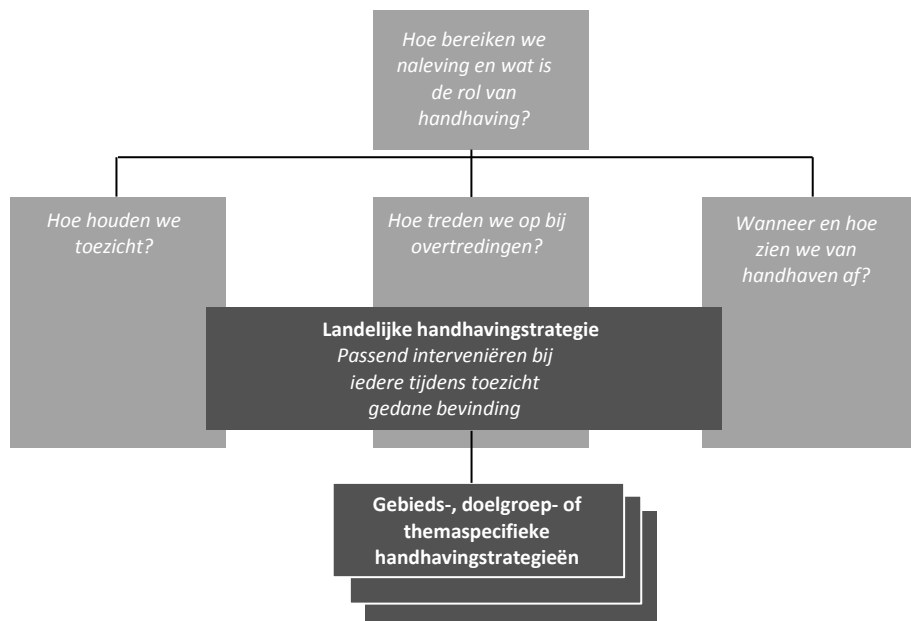 Hoe bereiken we
naleving en wat is
de rol van
handhaving?
Hoe houden we
toezicht?
Hoe treden we op bij
overtredingen?
Wanneer en hoe
zien we van
handhaven af?
Landelijke handhavingstrategie
Passend interveniëren bij
iedere tijdens toezicht
gedane bevinding
Gebieds-, doelgroep- of
themaspecifieke
handhavingstrategieën